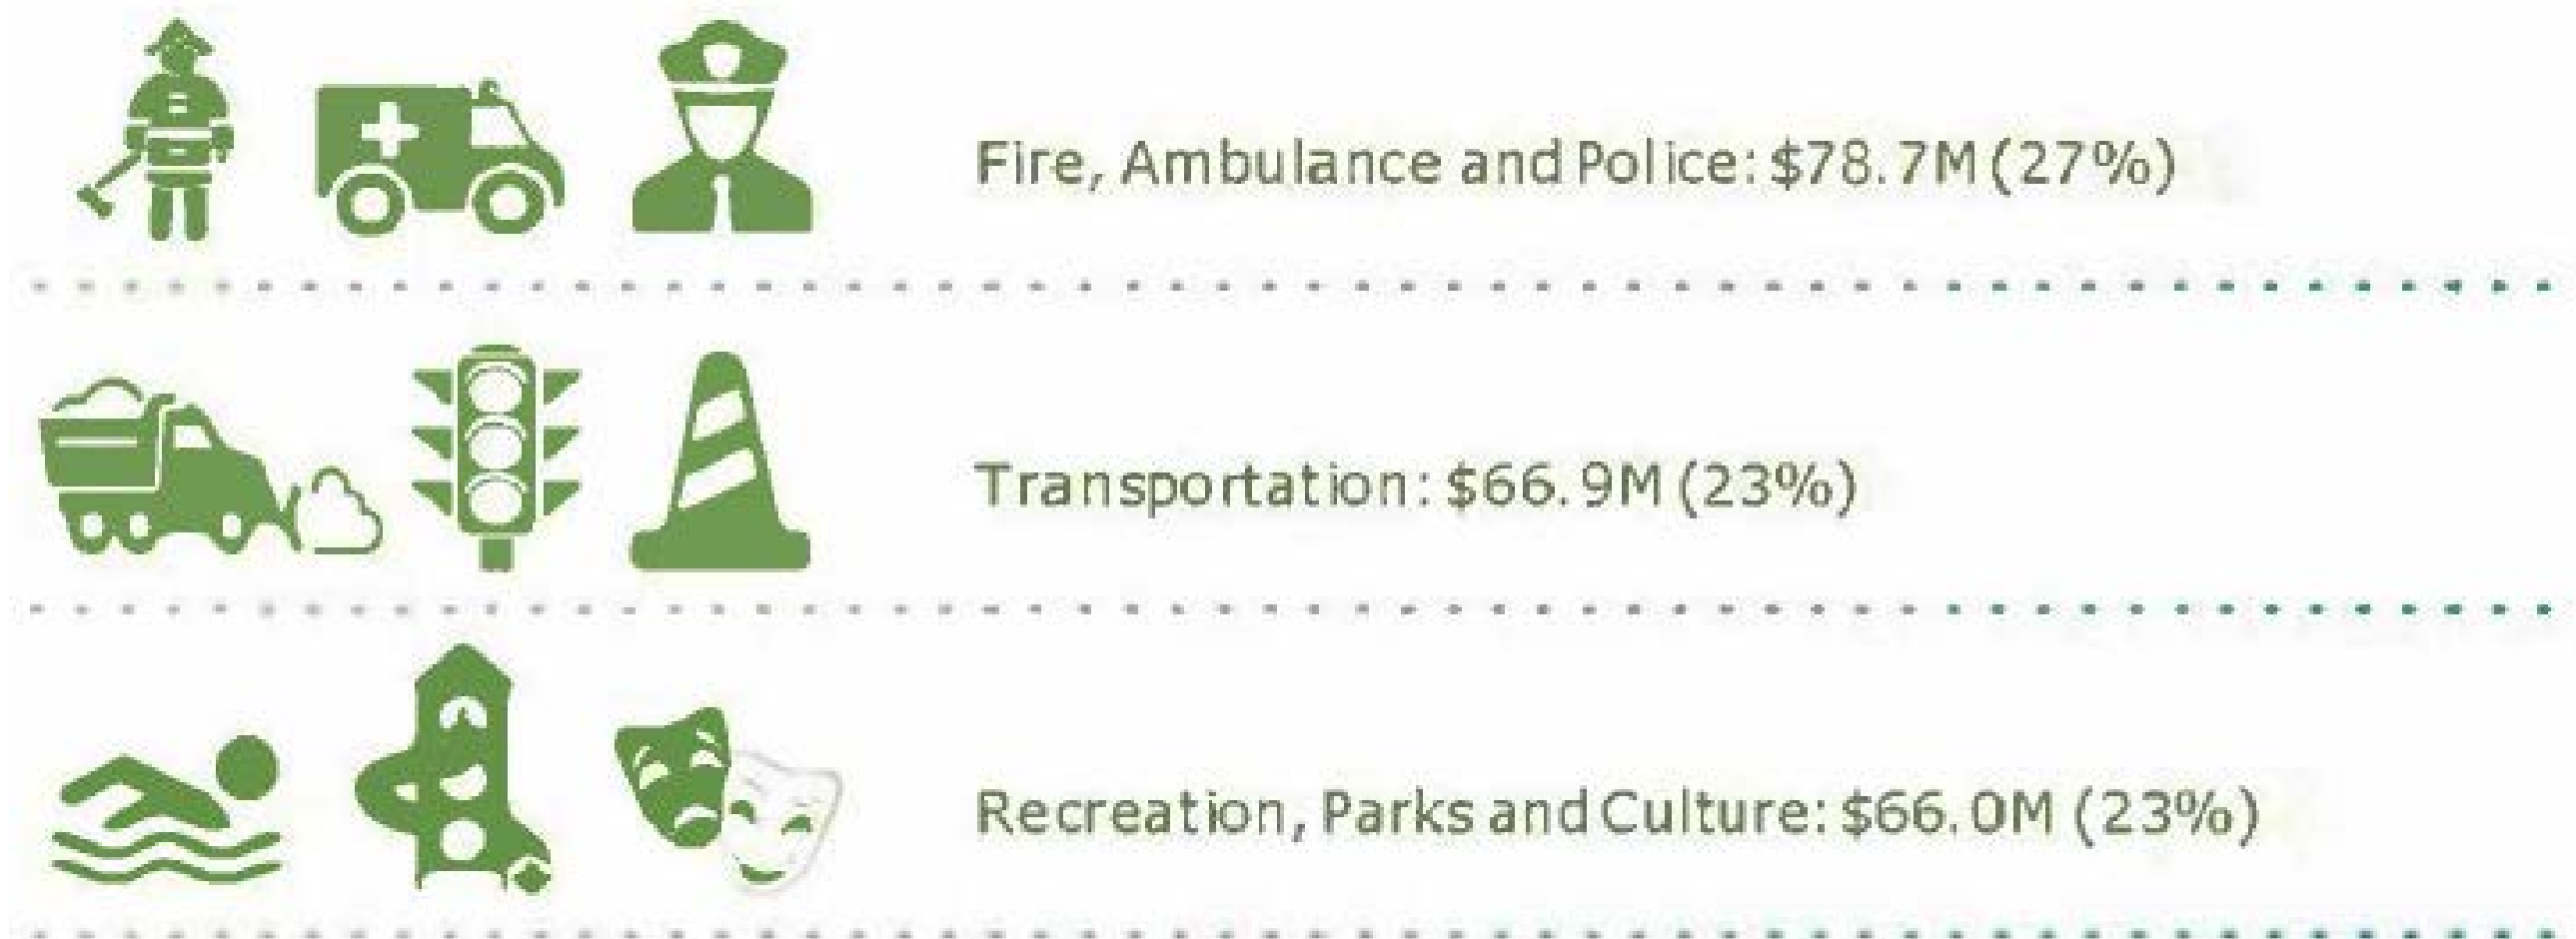 Fire, Ambulance and Police: $78.7M (27%)
Transportation: $66.9M (23%)
Recreation, Parks and Culture: $66.0M (23%)